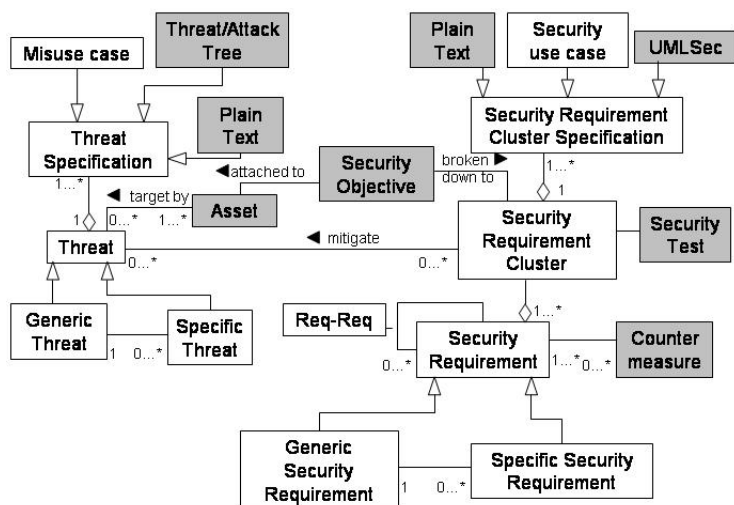 Misuse case
Threat/Attack
Tree
Plain
Text
Security
use case
UMLSec
Plain
Text
Threat
Specification
Security Requirement
Cluster Specification
1...*
attached to
Security
Objective
broken
down to
1...*
1
target by
1
0...*
1...*
Asset
Threat
0...*
mitigate
0...*
Security
Requirement
Cluster
Security
Test
Generic
Threat
1
0...*
Specific
Threat
Req-Req
1...*
Security
Requirement
0...*
1...*
0...*
Counter
measure
Generic
Security
Requirement
1
0...*
Specific Security
Requirement